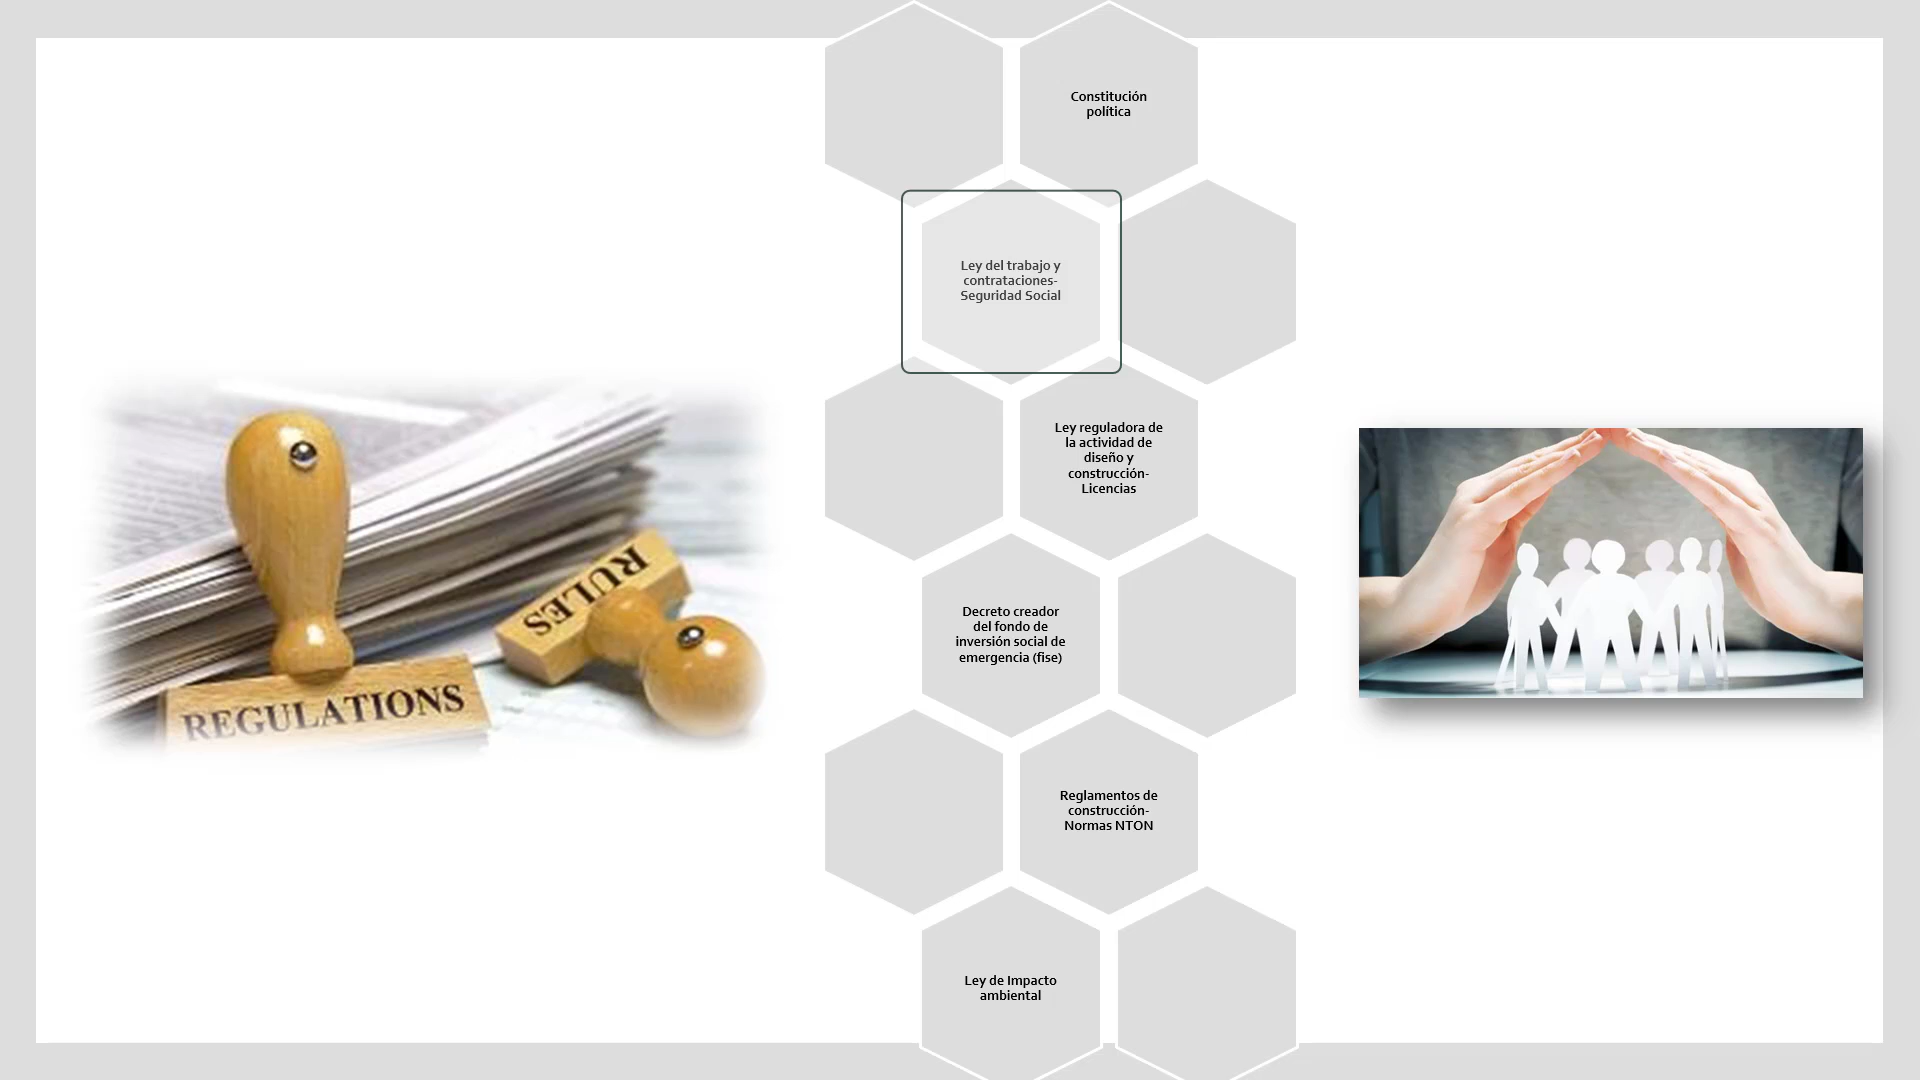 Constitución
política
Ley del trabajo y
contrataciones-
Seguridad Social
Ley reguladora de
la actividad de
diseño y
construcción-
Licencias
Decreto creador
del fondo de
inversión social de
emergencia (fise)
Reglamentos de
construcción-
Normas NTON
Ley de Impacto
ambiental
RULES
REGULATIONS